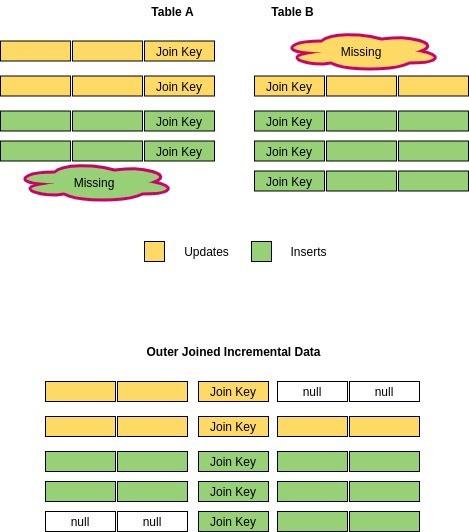 Table A Table B
Join Key Missing
Join Key Join Key
Join Key Join Key
Join Key Join Key
Missing Join Key
Updates Inserts
Outer Joined Incremental Data
Join Key null null
Join Key
Join Key
Join Key
null null Join Key